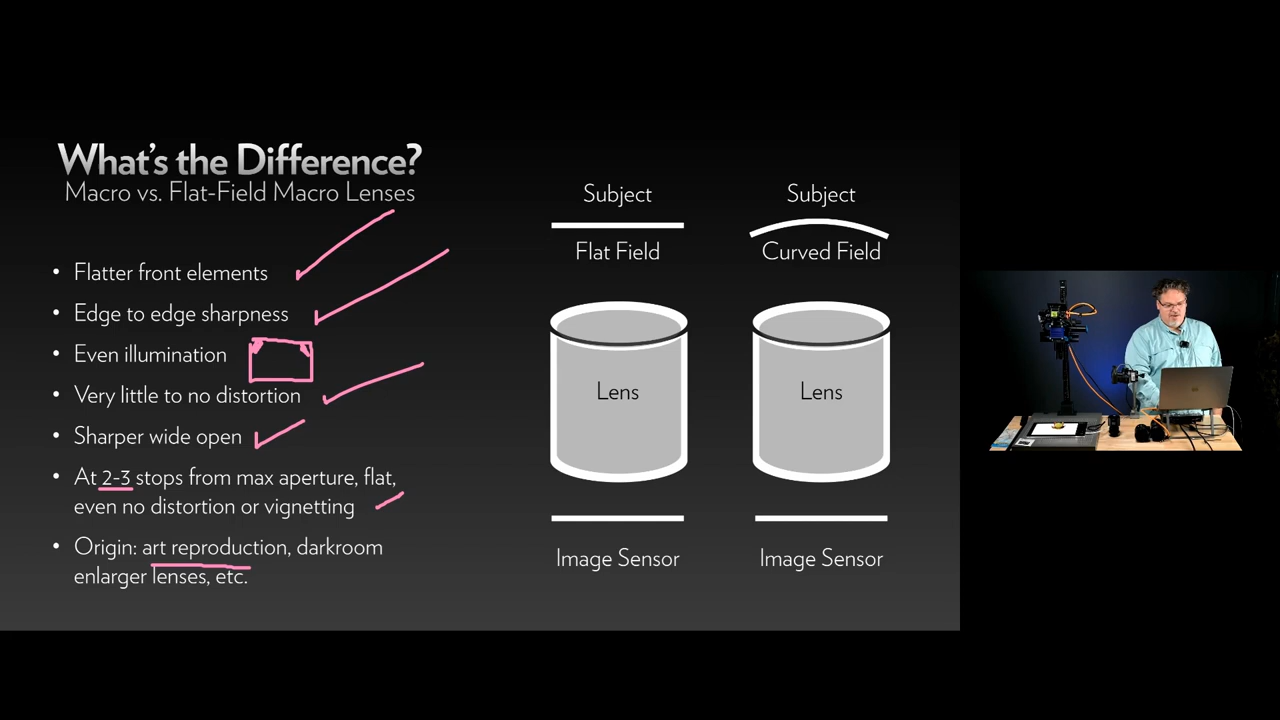 What's the Difference?
Macro vs. Flat-Field Macro Lenses
• Flatter front elements
• Edge to edge sharpness
• Even illumination
• Very little to no distortion
• Sharper wide open
• At 2-3 stops from max aperture, flat,
even no distortion or vignetting
• Origin: art reproduction, darkroom
enlarger lenses, etc.
Subject
Flat Field
Lens
Image Sensor
Subject
Curved Field
Lens
Image Sensor